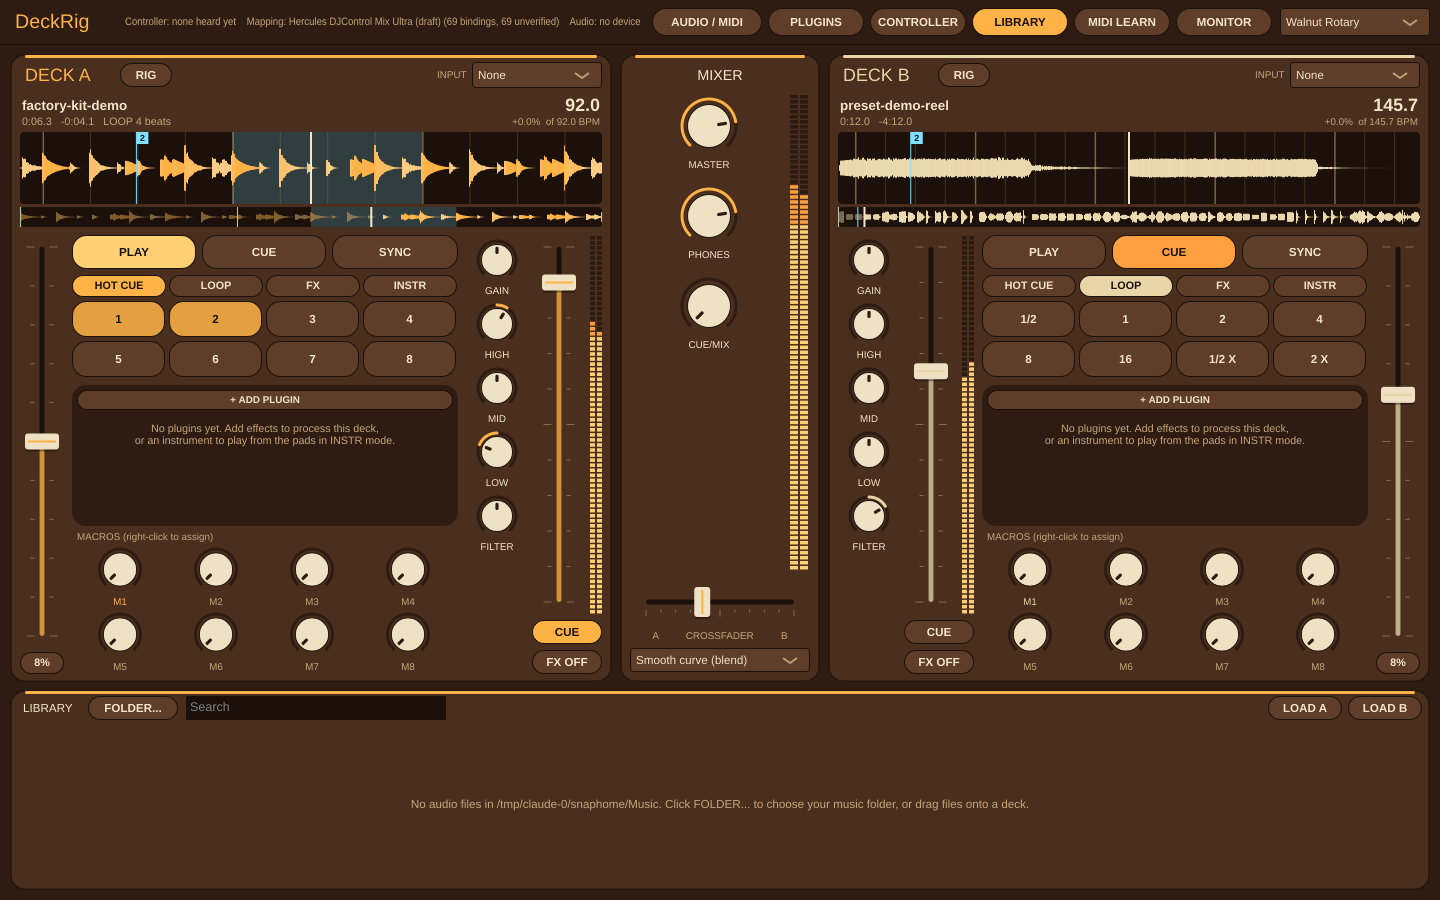 DeckRig
Controller: none heard yet Mapping: Hercules DJControl Mix Ultra (draft) (69 bindings, 69 unverified) Audio: no device
AUDIO / MIDI PLUGINS CONTROLLER LIBRARY MIDI LEARN MONITOR Walnut Rotary
DECK A RIG INPUT None
factory-kit-demo 92.0
0:06.3 -0:04.1 LOOP 4 beats +0.0% of 92.0 BPM
2
PLAY CUE SYNC
HOT CUE LOOP FX INSTR
1 2 3 4
5 6 7 8
+ ADD PLUGIN
No plugins yet. Add effects to process this deck,
or an instrument to play from the pads in INSTR mode.
MACROS (right-click to assign)
M1 M2 M3 M4
M5 M6 M7 M8
8%
GAIN
HIGH
MID
LOW
FILTER
CUE
FX OFF
MIXER
MASTER
PHONES
CUE/MIX
A CROSSFADER B
Smooth curve (blend)
DECK B RIG INPUT None
preset-demo-reel 145.7
0:12.0 -4:12.0 +0.0% of 145.7 BPM
2
GAIN
HIGH
MID
LOW
FILTER
CUE
FX OFF
PLAY CUE SYNC
HOT CUE LOOP FX INSTR
1/2 1 2 4
8 16 1/2 X 2 X
+ ADD PLUGIN
No plugins yet. Add effects to process this deck,
or an instrument to play from the pads in INSTR mode.
MACROS (right-click to assign)
M1 M2 M3 M4
M5 M6 M7 M8
8%
LIBRARY FOLDER... Search LOAD A LOAD B
No audio files in /tmp/claude-0/snaphome/Music. Click FOLDER... to choose your music folder, or drag files onto a deck.